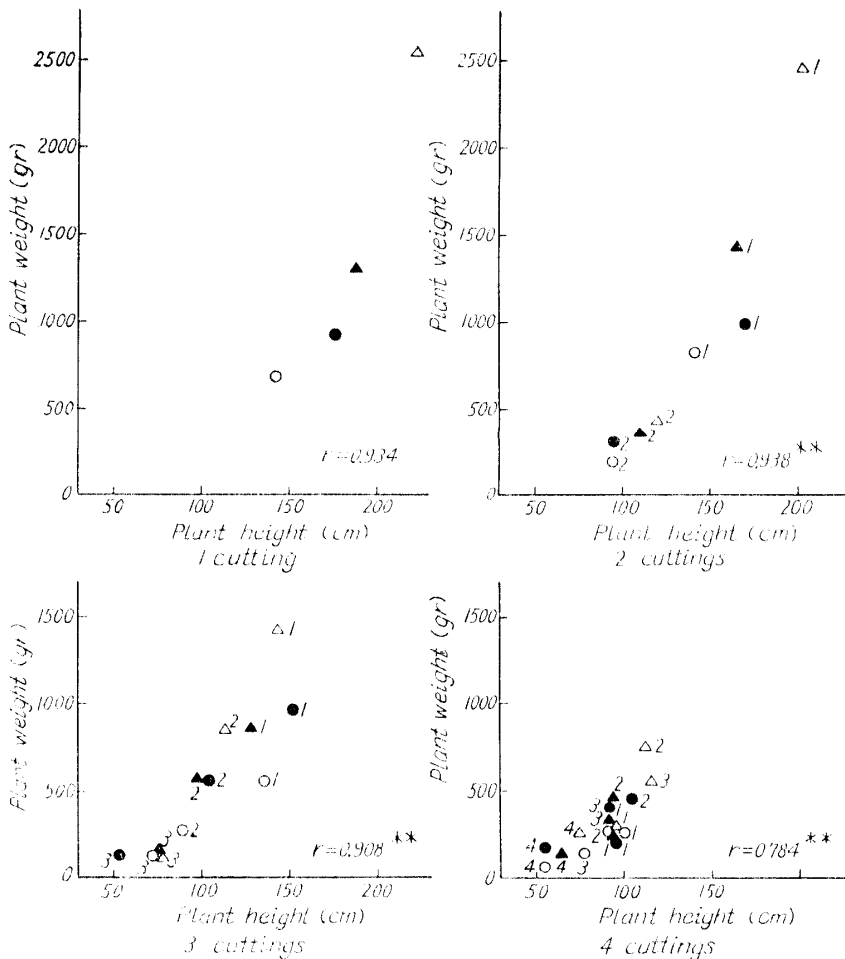 Plant weight (gr)
2500
2000
1500
1000
500
0
△
▲
●
○
r=0.934
50 100 150 200
Plant height (cm)
1 cutting
Plant weight (gr)
2500
2000
1500
1000
500
0
△ 1
▲ 1
● 1
○ 1
△ 2
▲ 2
● 2
○ 2
r=0.938 **
50 100 150 200
Plant height (cm)
2 cuttings
Plant weight (gr)
1500
1000
500
0
△ 1
2 △ ▲ 1
● 1
▲ 2 ● 2 ○ 1
○ 2
3
3 ● 3 ○ △ 3
r=0.908 **
50 100 150 200
Plant height (cm)
3 cuttings
Plant weight (gr)
1500
1000
500
0
△ 2
△ 3
2 ▲ ● 2
3 ●
3 ▲ 1
4 △ 2 ○ ○ 1
4 ● ▲ ○ 1 1
4 ○ 4 3
r=0.784 **
50 100 150 200
Plant height (cm)
4 cuttings